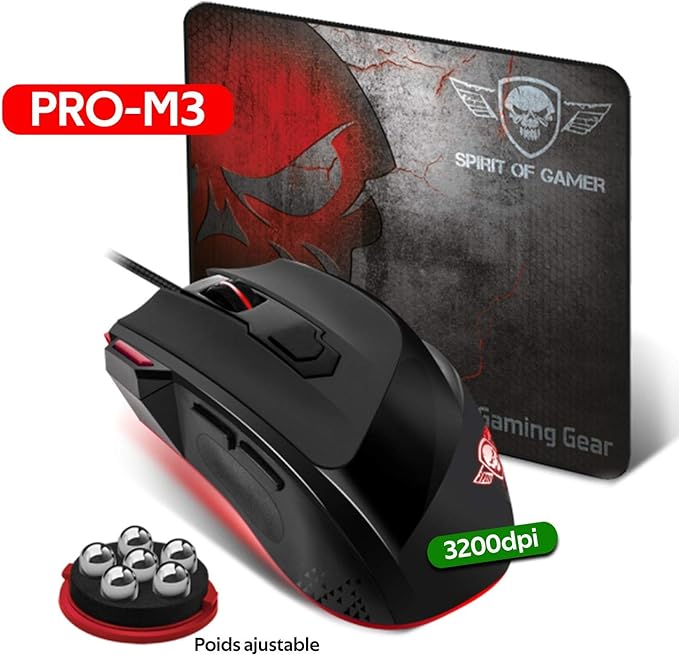 PRO-M3
SPIRIT OF GAMER
Gaming Gear
3200dpi
Poids ajustable